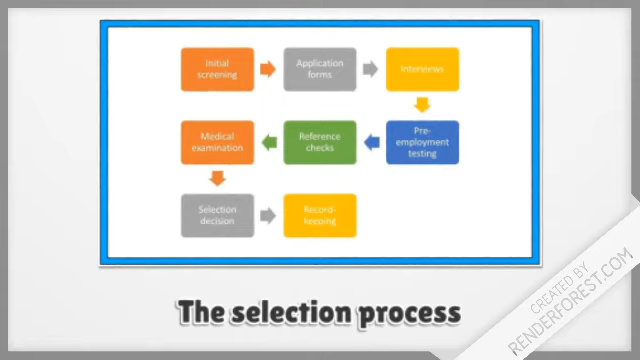 Initial
screening
Application
forms
Interviews
Pre-
employment
testing
Reference
checks
Medical
examination
Selection
decision
Record-
keeping
The selection process
CREATED BY
RENDERFOREST.COM